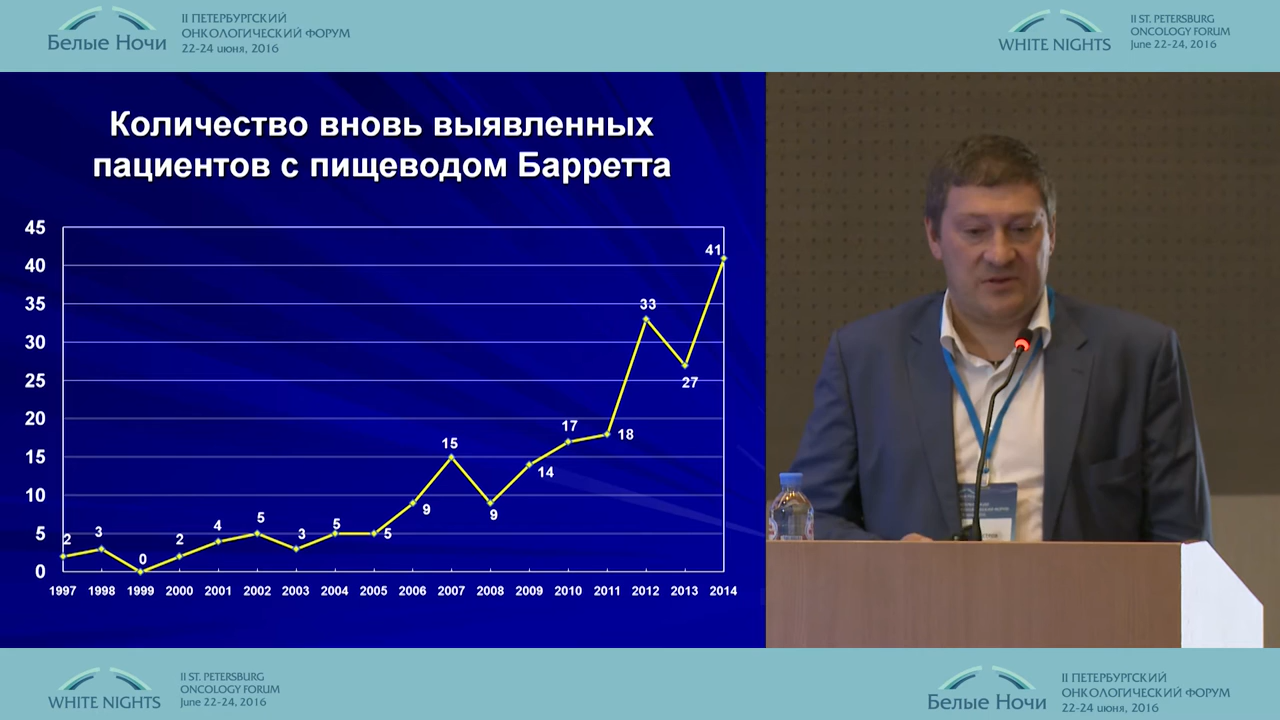 Белые Ночи
II ПЕТЕРБУРГСКИЙ
ОНКОЛОГИЧЕСКИЙ ФОРУМ
22-24 июня, 2016
WHITE NIGHTS
II ST. PETERSBURG
ONCOLOGY FORUM
June 22-24, 2016
Количество вновь выявленных
пациентов с пищеводом Барретта
45
40
35
30
25
20
15
10
5
0
2
3
0
2
4
5
3
5
5
9
15
9
14
17
18
33
27
41
1997 1998 1999 2000 2001 2002 2003 2004 2005 2006 2007 2008 2009 2010 2011 2012 2013 2014
WHITE NIGHTS
II ST. PETERSBURG
ONCOLOGY FORUM
June 22-24, 2016
Белые Ночи
II ПЕТЕРБУРГСКИЙ
ОНКОЛОГИЧЕСКИЙ ФОРУМ
22-24 июня, 2016